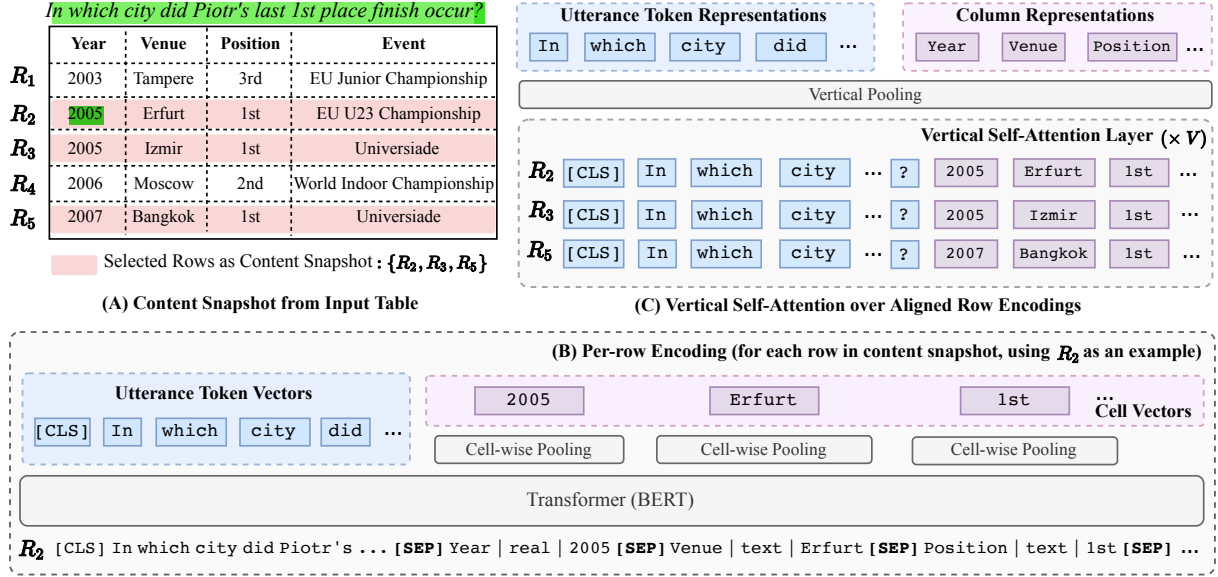 In which city did Piotr's last 1st place finish occur?
Year Venue Position Event
R1 2003 Tampere 3rd EU Junior Championship
R2 2005 Erfurt 1st EU U23 Championship
R3 2005 Izmir 1st Universiade
R4 2006 Moscow 2nd World Indoor Championship
R5 2007 Bangkok 1st Universiade
Selected Rows as Content Snapshot : {R2, R3, R5}
(A) Content Snapshot from Input Table
Utterance Token Representations
In which city did ...
Column Representations
Year Venue Position ...
Vertical Pooling
Vertical Self-Attention Layer (× V)
R2 [CLS] In which city ... ? 2005 Erfurt 1st ...
R3 [CLS] In which city ... ? 2005 Izmir 1st ...
R5 [CLS] In which city ... ? 2007 Bangkok 1st ...
(C) Vertical Self-Attention over Aligned Row Encodings
(B) Per-row Encoding (for each row in content snapshot, using R2 as an example)
Utterance Token Vectors
[CLS] In which city did ...
2005 Erfurt 1st ...
Cell Vectors
Cell-wise Pooling Cell-wise Pooling Cell-wise Pooling
Transformer (BERT)
R2 [CLS] In which city did Piotr's ... [SEP] Year | real | 2005 [SEP] Venue | text | Erfurt [SEP] Position | text | 1st [SEP] ...